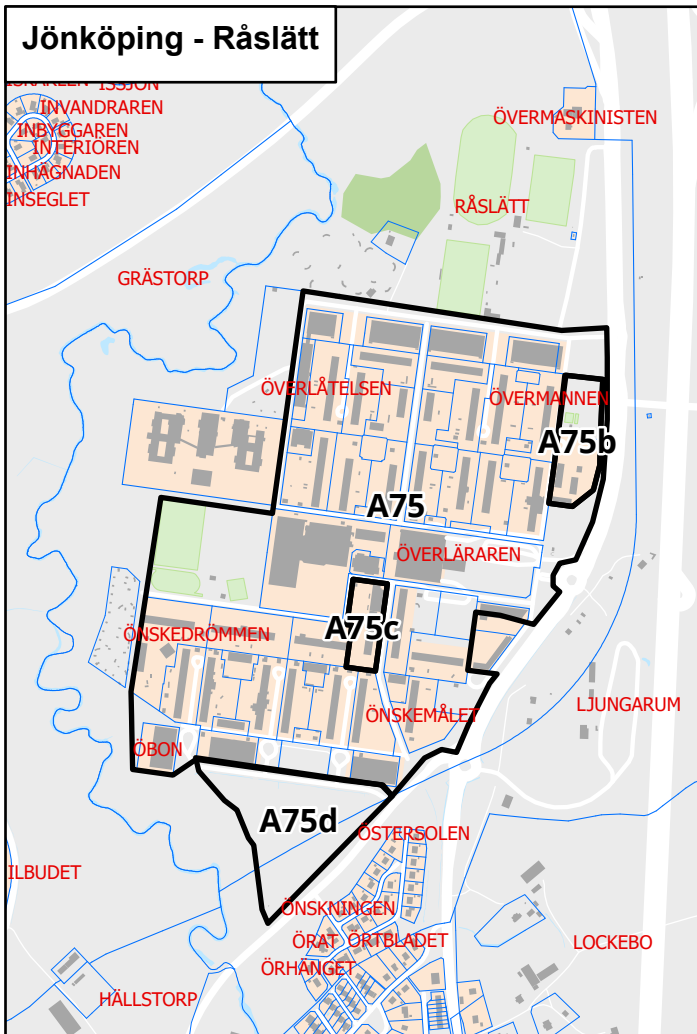 Jönköping - Råslätt
ISSJÖN
INVANDRAREN
INBYGGAREN
INTERIÖREN
INHÄGNADEN
INSEGLET
ÖVERMASKINISTEN
RÅSLÄTT
GRÄSTORP
ÖVERLÅTELSEN
ÖVERMANNEN
A75b
A75
ÖVERLÄRAREN
A75c
ÖNSKEDRÖMMEN
ÖNSKEMÅLET
LJUNGARUM
ÖBON
A75d
ÖSTERSOLEN
ILBUDET
ÖNSKNINGEN
ÖRAT
ÖRTBLADET
LOCKEBO
ÖRHÄNGET
HÄLLSTORP